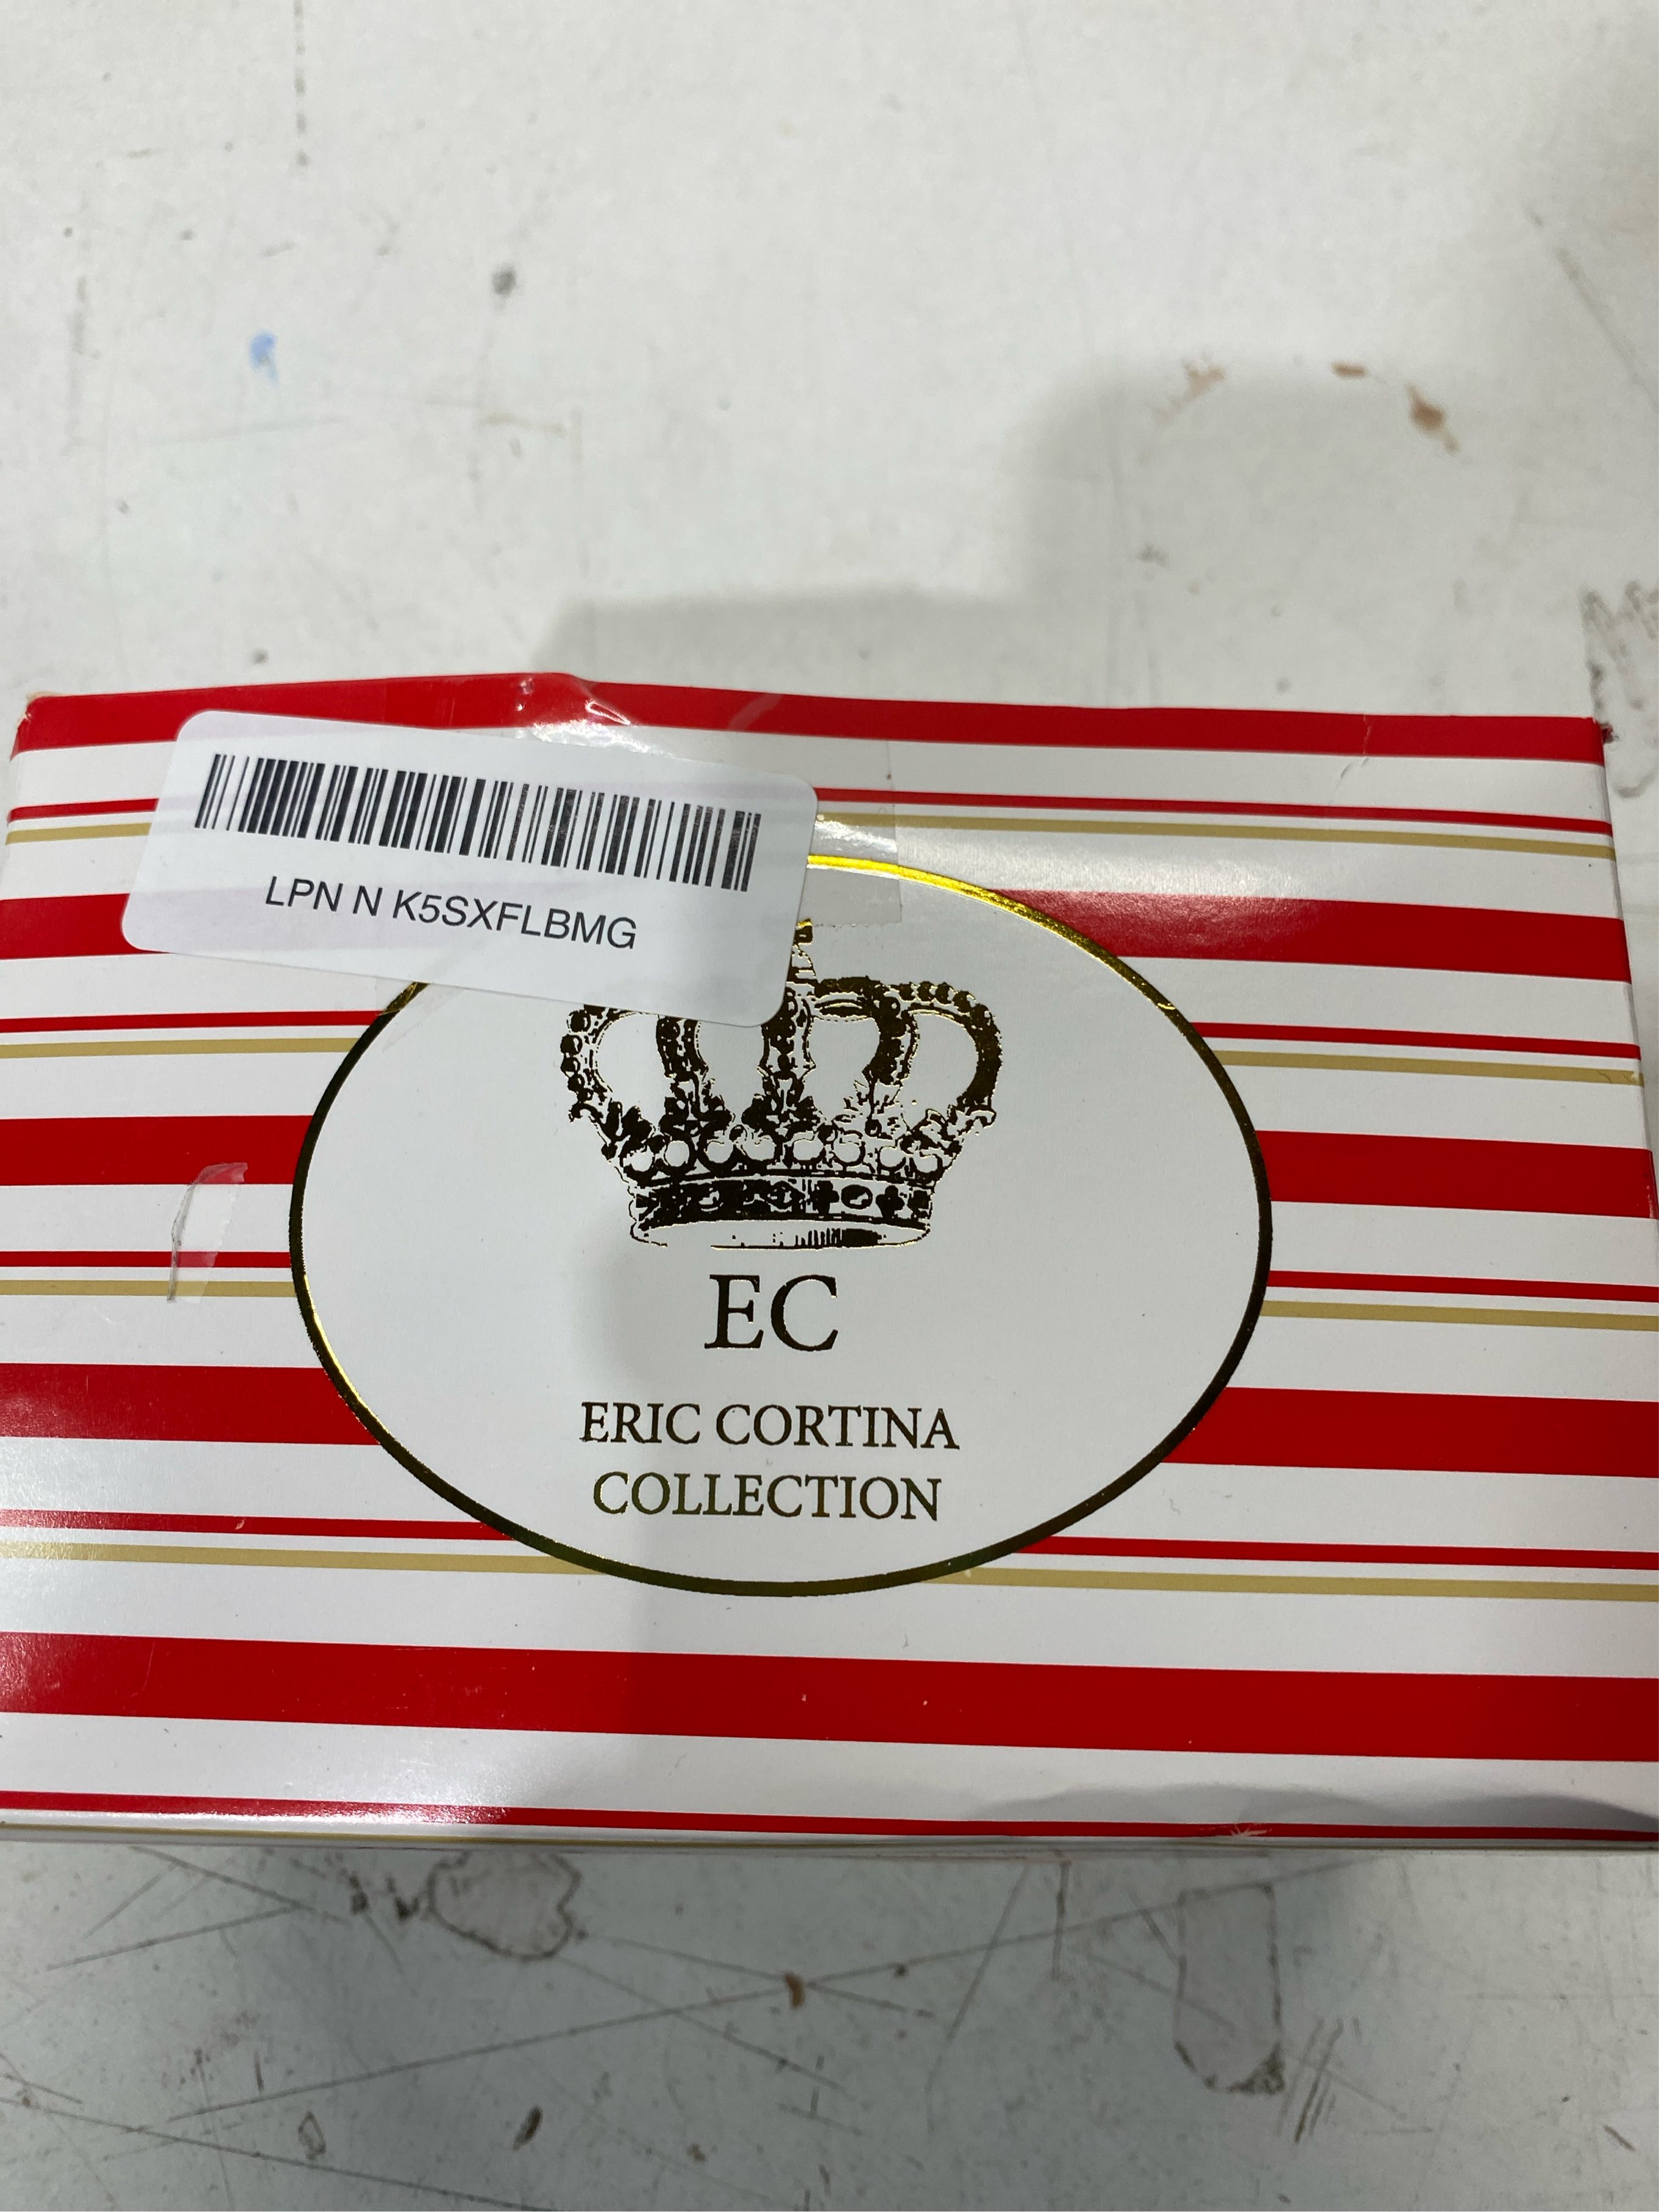 LPN N K5SXFLBMG
EC
ERIC CORTINA
COLLECTION